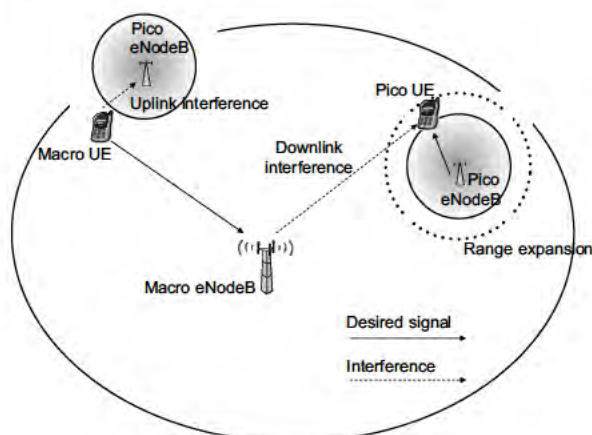 Pico
eNodeB
Uplink Interference
Macro UE
Pico UE
Downlink
interference
Pico
eNodeB
Range expansion
Macro eNodeB
Desired signal
Interference